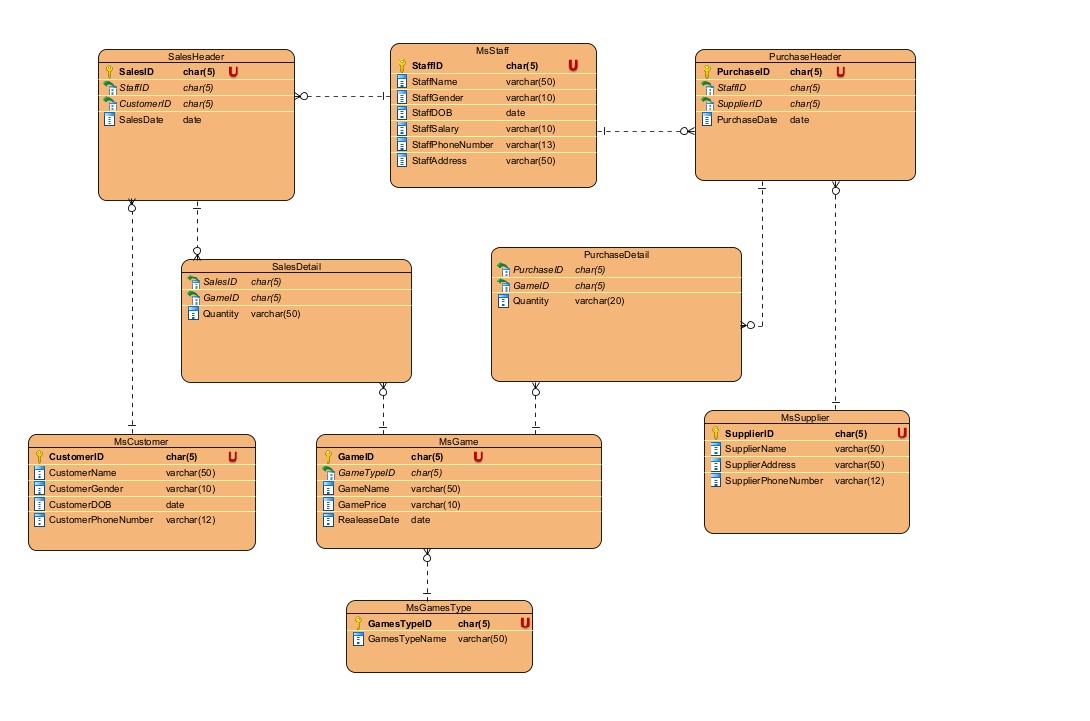 SalesHeader
SalesID char(5) U
StaffID char(5)
CustomerID char(5)
SalesDate date
MsStaff
StaffID char(5) U
StaffName varchar(50)
StaffGender varchar(10)
StaffDOB date
StaffSalary varchar(10)
StaffPhoneNumber varchar(13)
StaffAddress varchar(50)
PurchaseHeader
PurchaseID char(5) U
StaffID char(5)
SupplierID char(5)
PurchaseDate date
SalesDetail
SalesID char(5)
GameID char(5)
Quantity varchar(50)
PurchaseDetail
PurchaseID char(5)
GameID char(5)
Quantity varchar(20)
MsCustomer
CustomerID char(5) U
CustomerName varchar(50)
CustomerGender varchar(10)
CustomerDOB date
CustomerPhoneNumber varchar(12)
MsGame
GameID char(5) U
GameTypeID char(5)
GameName varchar(50)
GamePrice varchar(10)
RealeaseDate date
MsSupplier
SupplierID char(5) U
SupplierName varchar(50)
SupplierAddress varchar(50)
SupplierPhoneNumber varchar(12)
MsGamesType
GamesTypeID char(5) U
GamesTypeName varchar(50)